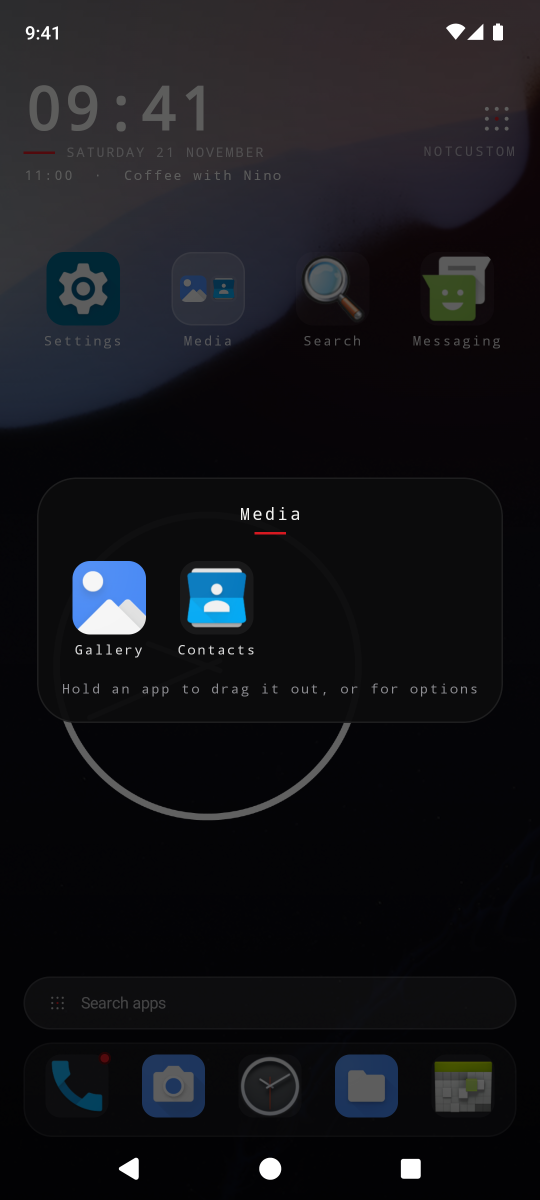 9:41
09:41
SATURDAY 21 NOVEMBER
NOTCUSTOM
11:00 · Coffee with Nino
Settings
Media
Search
Messaging
Media
Gallery
Contacts
Hold an app to drag it out, or for options
Search apps